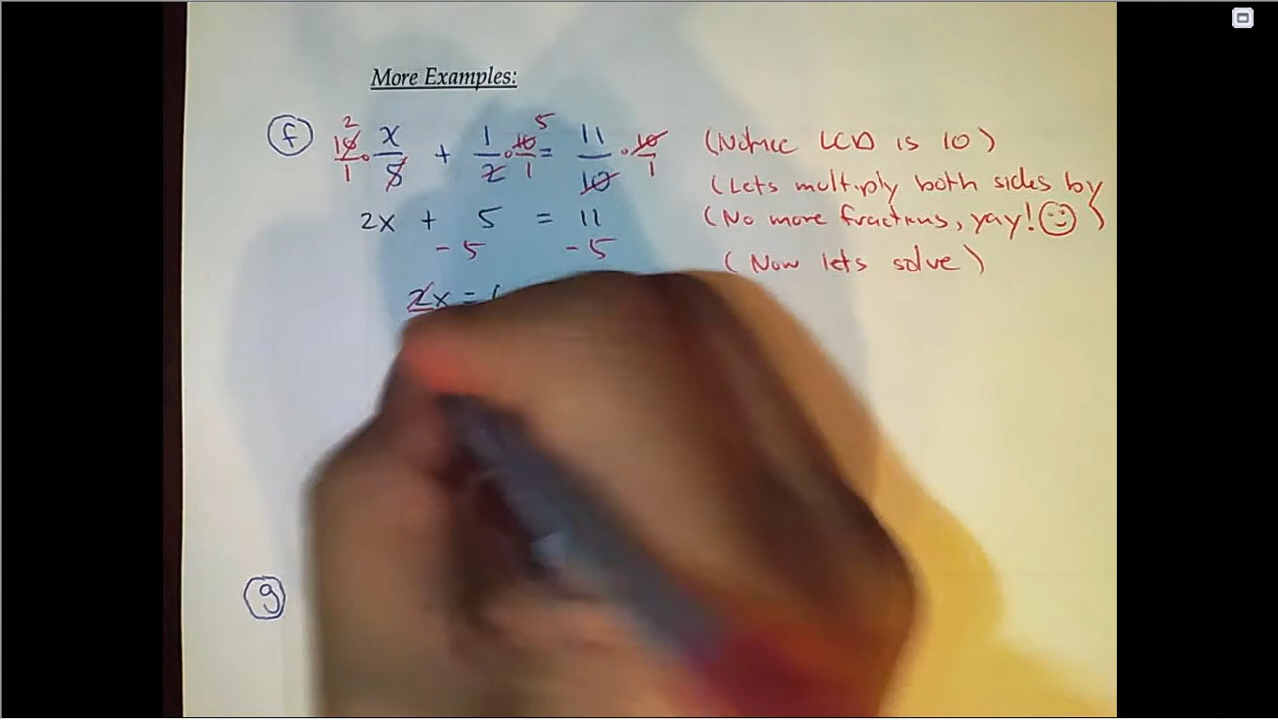 More Examples:
f 2 10/1 · x/5 + 1/2 · 10/1 5 = 11/10 · 10/1 (Notice LCD is 10)
(Lets multiply both sides by
2x + 5 = 11 (No more fractions, yay! ☺)
- 5 - 5 (Now lets solve)
2x =
g